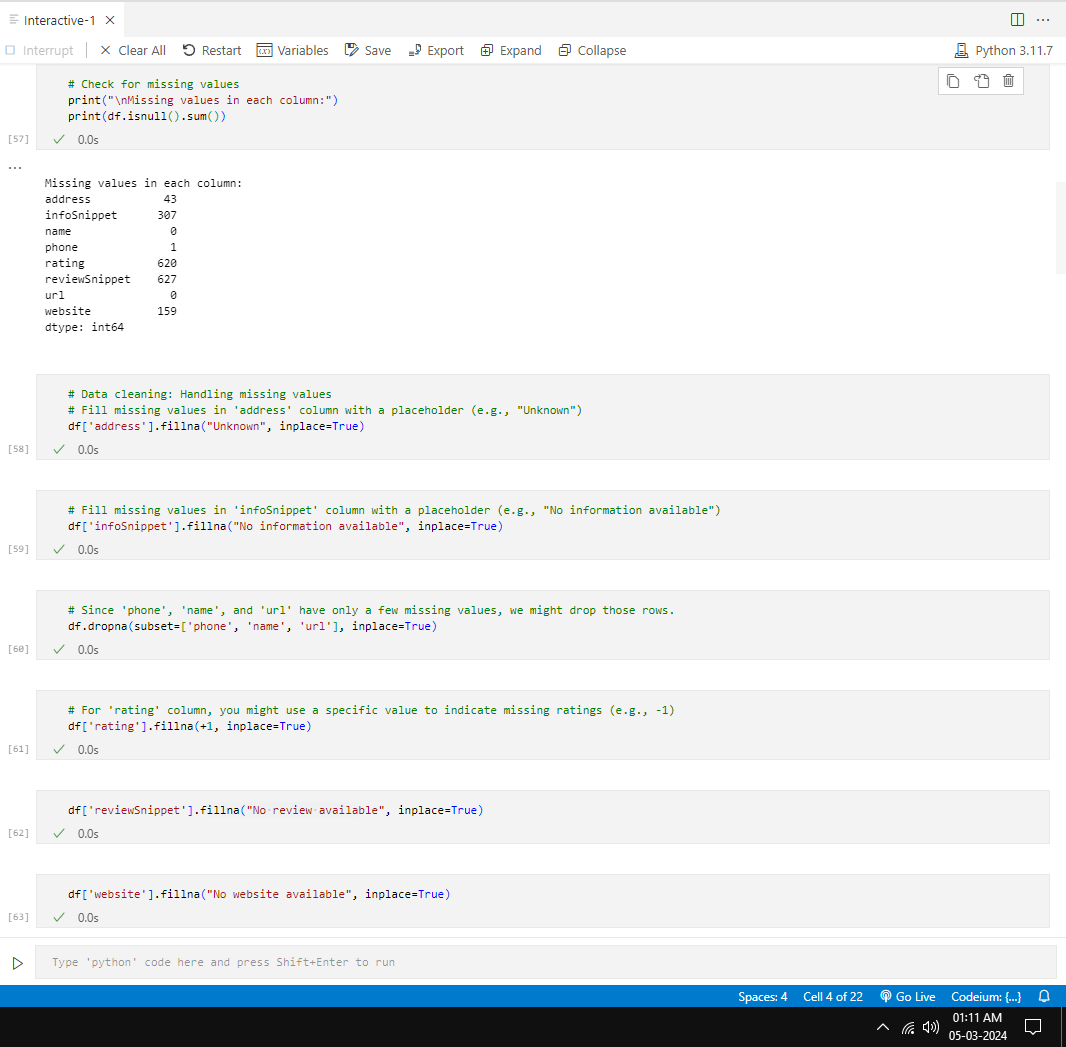 Interactive-1
Interrupt Clear All Restart Variables Save Export Expand Collapse Python 3.11.7
# Check for missing values
print("\nMissing values in each column:")
print(df.isnull().sum())
[57] 0.0s
...
Missing values in each column:
address 43
infoSnippet 307
name 0
phone 1
rating 620
reviewSnippet 627
url 0
website 159
dtype: int64
# Data cleaning: Handling missing values
# Fill missing values in 'address' column with a placeholder (e.g., "Unknown")
df['address'].fillna("Unknown", inplace=True)
[58] 0.0s
# Fill missing values in 'infoSnippet' column with a placeholder (e.g., "No information available")
df['infoSnippet'].fillna("No information available", inplace=True)
[59] 0.0s
# Since 'phone', 'name', and 'url' have only a few missing values, we might drop those rows.
df.dropna(subset=['phone', 'name', 'url'], inplace=True)
[60] 0.0s
# For 'rating' column, you might use a specific value to indicate missing ratings (e.g., -1)
df['rating'].fillna(+1, inplace=True)
[61] 0.0s
df['reviewSnippet'].fillna("No·review·available", inplace=True)
[62] 0.0s
df['website'].fillna("No website available", inplace=True)
[63] 0.0s
Type 'python' code here and press Shift+Enter to run
Spaces: 4 Cell 4 of 22 Go Live Codeium: {...}
01:11 AM
05-03-2024